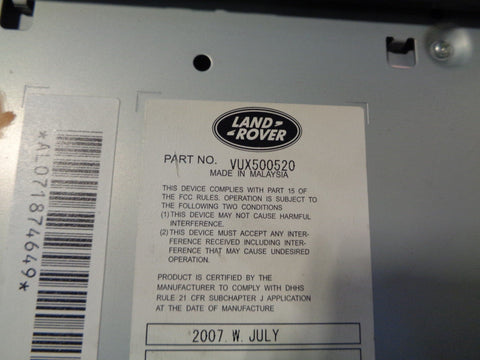 LAND-
-ROVER
PART NO. VUX500520
MADE IN MALAYSIA
THIS DEVICE COMPLIES WITH PART 15 OF
THE FCC RULES. OPERATION IS SUBJECT TO
THE FOLLOWING TWO CONDITIONS
(1) THIS DEVICE MAY NOT CAUSE HARMFUL
INTERFERENCE.
(2) THIS DEVICE MUST ACCEPT ANY INTER-
FERENCE RECEIVED INCLUDING INTER-
FERENCE THAT MAY CAUSE UNDESIRED
OPERATION.
PRODUCT IS CERTIFIED BY THE
MANUFACTURER TO COMPLY WITH DHHS
RULE 21 CFR SUBCHAPTER J APPLICATION
AT THE DATE OF MANUFACTURE
2007. W. JULY
*AL071874649*